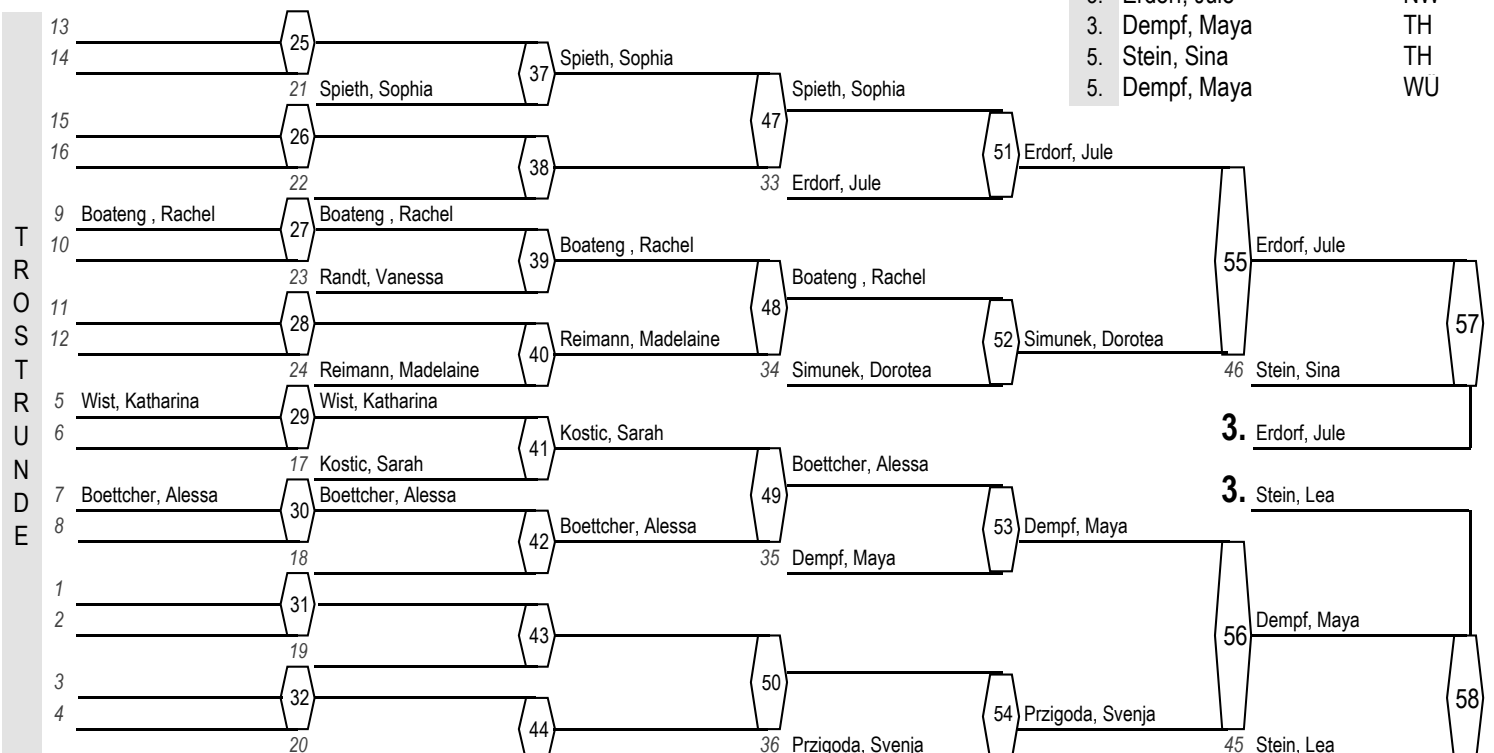 3. Erdorf, Jule NW
3. Dempf, Maya TH
5. Stein, Sina TH
5. Dempf, Maya WÜ
TROSTRUNDE
13
25
14
37
Spieth, Sophia
21 Spieth, Sophia
Spieth, Sophia
15
47
26
16
38
51
Erdorf, Jule
22
33 Erdorf, Jule
9 Boateng , Rachel
27
Boateng , Rachel
10
39
Boateng , Rachel
55
Erdorf, Jule
23 Randt, Vanessa
Boateng , Rachel
11
28
48
57
12
40
Reimann, Madelaine
52
Simunek, Dorotea
24 Reimann, Madelaine
34 Simunek, Dorotea
46 Stein, Sina
5 Wist, Katharina
29
Wist, Katharina
6
41
Kostic, Sarah
3. Erdorf, Jule
17 Kostic, Sarah
Boettcher, Alessa
7 Boettcher, Alessa
30
Boettcher, Alessa
49
3. Stein, Lea
8
42
Boettcher, Alessa
53
Dempf, Maya
18
35 Dempf, Maya
1
31
2
43
56
Dempf, Maya
19
3
32
50
58
4
44
54
Przigoda, Svenja
20
36 Przigoda, Svenja
45 Stein, Lea